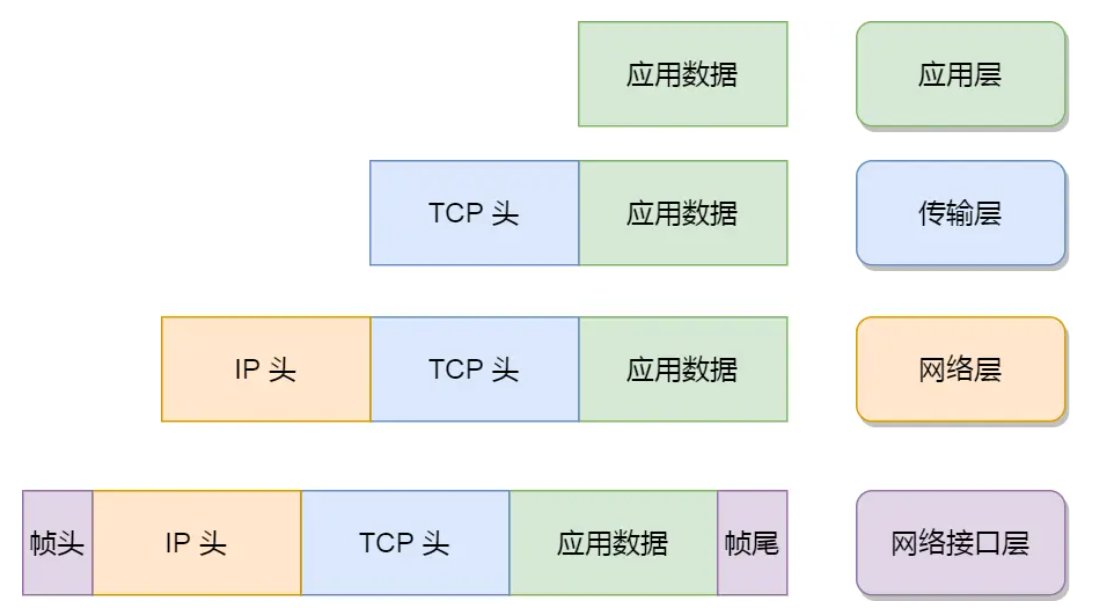 应用数据 应用层
TCP 头 应用数据 传输层
IP 头 TCP 头 应用数据 网络层
帧头 IP 头 TCP 头 应用数据 帧尾 网络接口层